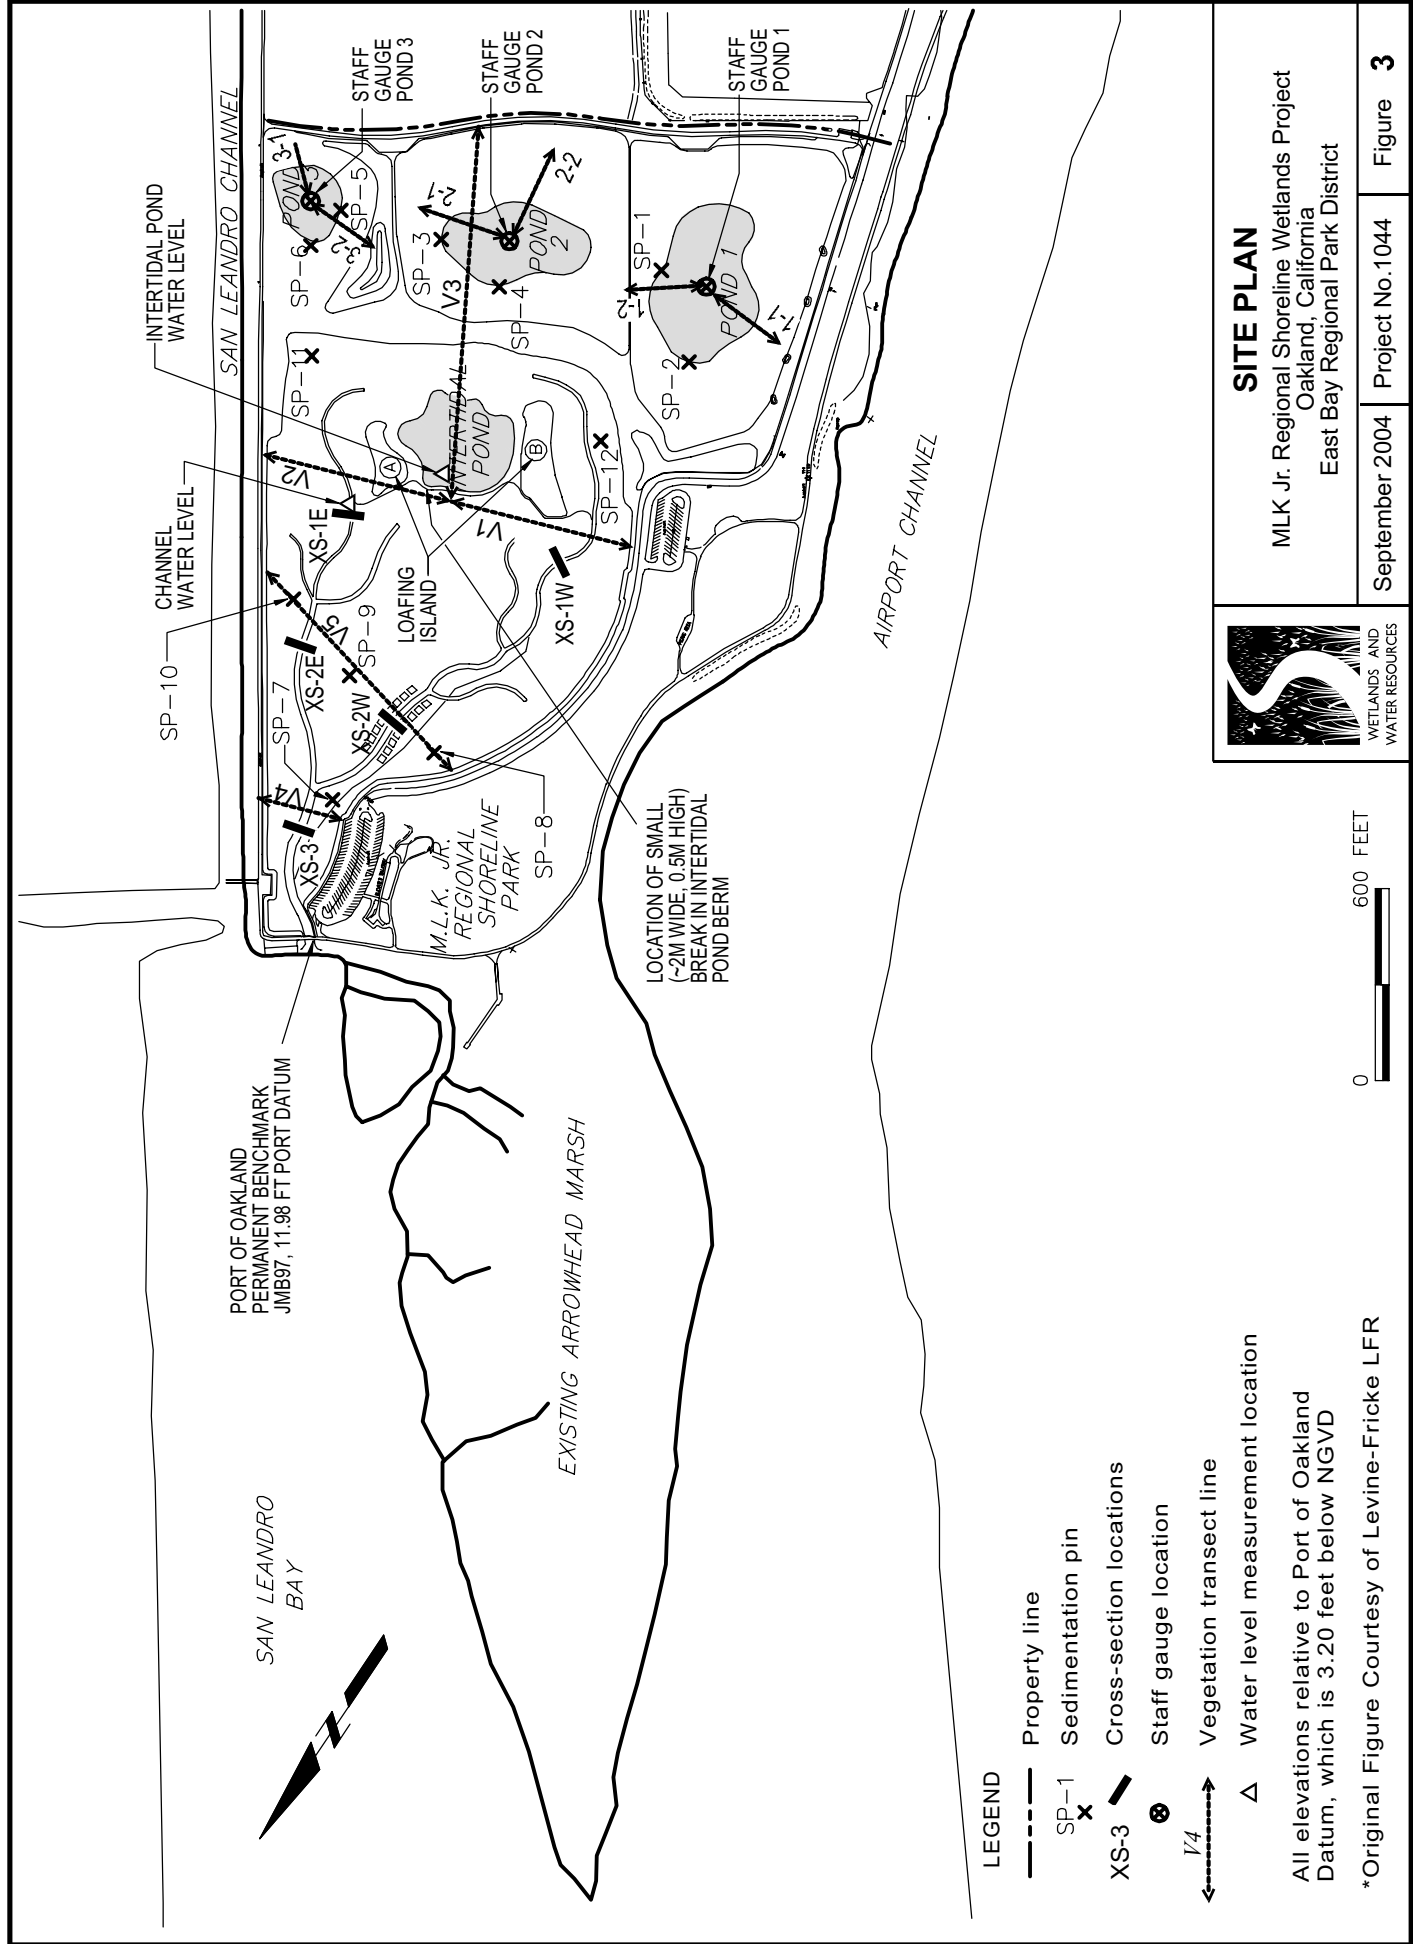 SAN LEANDRO
BAY
PORT OF OAKLAND
PERMANENT BENCHMARK
JMB97, 11.98 FT PORT DATUM
SP-10
CHANNEL
WATER LEVEL
INTERTIDAL POND
WATER LEVEL
SAN LEANDRO CHANNEL
STAFF
GAUGE
POND 3
STAFF
GAUGE
POND 2
STAFF
GAUGE
POND 1
SP-7
XS-3
V4
XS-2E
XS-2W
V5
SP-9
XS-1E
V2
LOAFING
ISLAND
A
B
V1
XS-1W
SP-11
SP-12
INTERTIDAL
POND
V3
SP-6
SP-5
POND 3
3-1
3-2
SP-3
SP-4
POND
2
2-1
2-2
SP-1
SP-2
POND 1
1-2
1-1
M.L.K. JR.
REGIONAL
SHORELINE
PARK
SP-8
LOCATION OF SMALL
(~2M WIDE, 0.5M HIGH)
BREAK IN INTERTIDAL
POND BERM
EXISTING ARROWHEAD MARSH
AIRPORT CHANNEL
LEGEND
Property line
SP-1
Sedimentation pin
XS-3
Cross-section locations
Staff gauge location
V4
Vegetation transect line
Water level measurement location
All elevations relative to Port of Oakland
Datum, which is 3.20 feet below NGVD
*Original Figure Courtesy of Levine-Fricke LFR
0
600 FEET
WETLANDS AND
WATER RESOURCES
SITE PLAN
MLK Jr. Regional Shoreline Wetlands Project
Oakland, California
East Bay Regional Park District
September 2004
Project No.1044
Figure 3